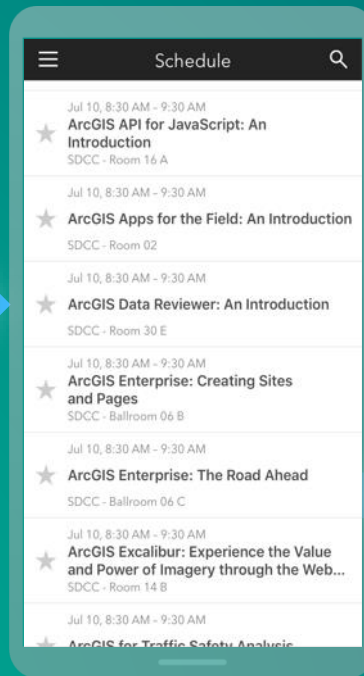 Schedule
Jul 10, 8:30 AM - 9:30 AM
ArcGIS API for JavaScript: An
Introduction
SDCC - Room 16 A
Jul 10, 8:30 AM - 9:30 AM
ArcGIS Apps for the Field: An Introduction
SDCC - Room 02
Jul 10, 8:30 AM - 9:30 AM
ArcGIS Data Reviewer: An Introduction
SDCC - Room 30 E
Jul 10, 8:30 AM - 9:30 AM
ArcGIS Enterprise: Creating Sites
and Pages
SDCC - Ballroom 06 B
Jul 10, 8:30 AM - 9:30 AM
ArcGIS Enterprise: The Road Ahead
SDCC - Ballroom 06 C
Jul 10, 8:30 AM - 9:30 AM
ArcGIS Excalibur: Experience the Value
and Power of Imagery through the Web...
SDCC - Room 14 B
Jul 10, 8:30 AM - 9:30 AM
ArcGIS for Traffic Safety Analysis